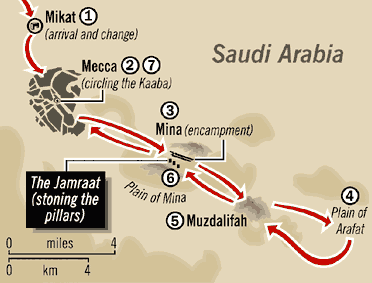 Mikat ①
(arrival and change)
Saudi Arabia
Mecca ② ⑦
(circling the Kaaba)
③
Mina (encampment)
The Jamraat
(stoning the
pillars)
⑥
Plain of Mina
⑤ Muzdalifah
④
Plain of
Arafat
0 miles 4
0 km 4